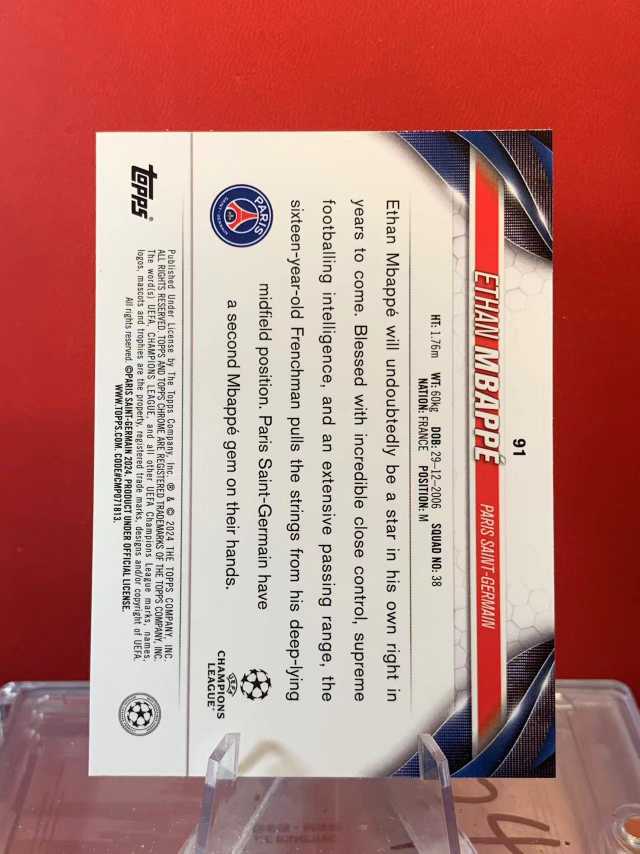 91
ETHAN MBAPPÉ
PARIS SAINT-GERMAIN
HT: 1.76m WT: 60kg DOB: 29-12-2006 SQUAD NO: 38
NATION: FRANCE POSITION: M
Ethan Mbappé will undoubtedly be a star in his own right in
years to come. Blessed with incredible close control, supreme
footballing intelligence, and an extensive passing range, the
sixteen-year-old Frenchman pulls the strings from his deep-lying
midfield position. Paris Saint-Germain have
a second Mbappé gem on their hands.
PARIS
SAINT-GERMAIN
UEFA
CHAMPIONS
LEAGUE
topps®
Published Under License by The Topps Company, Inc. ® & © 2024 THE TOPPS COMPANY, INC.
ALL RIGHTS RESERVED. TOPPS AND TOPPS CHROME ARE REGISTERED TRADEMARKS OF THE TOPPS COMPANY, INC.
The word(s) UEFA, CHAMPIONS LEAGUE, and all other UEFA Champions League marks, names,
logos, mascots and trophies are the property, registered trade marks, designs and/or copyright of UEFA.
All rights reserved. ©PARIS SAINT-GERMAIN 2024. PRODUCT UNDER OFFICIAL LICENSE.
WWW.TOPPS.COM. CODE#CMP071813.